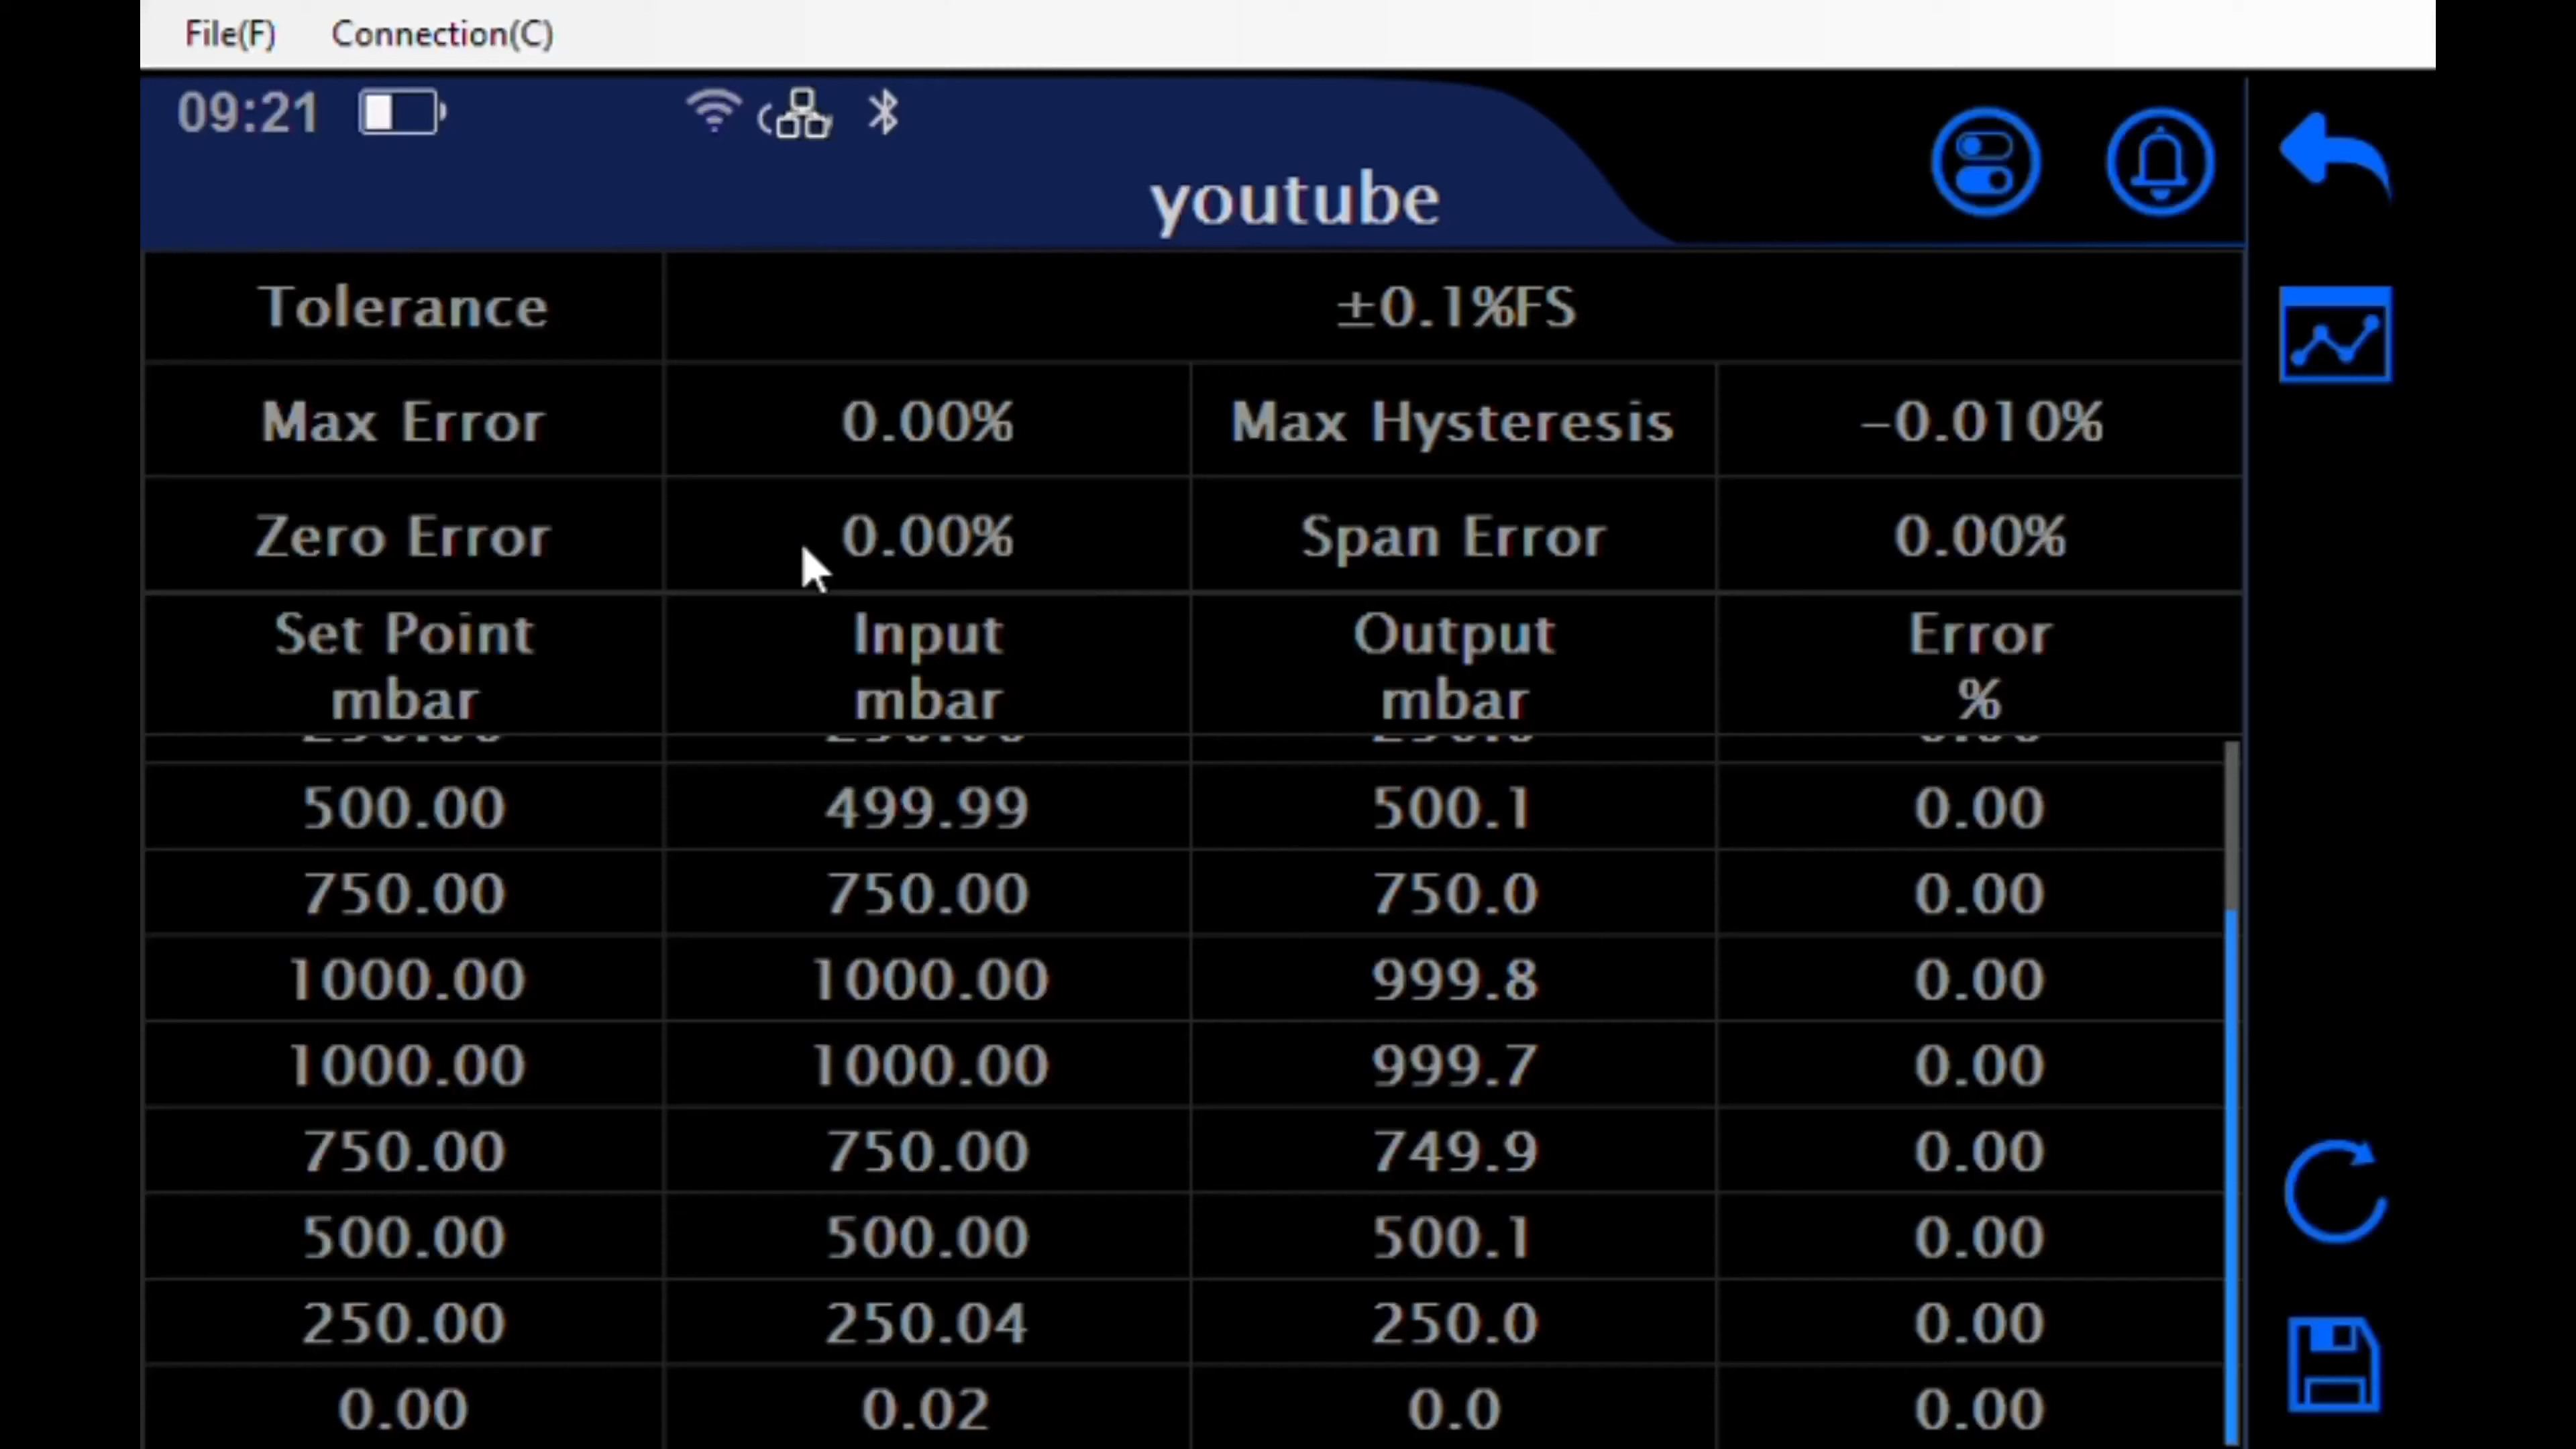 File(F) Connection(C)
09:21
youtube
Tolerance ±0.1%FS
Max Error 0.00% Max Hysteresis -0.010%
Zero Error 0.00% Span Error 0.00%
Set Point Input Output Error
mbar mbar mbar %
500.00 499.99 500.1 0.00
750.00 750.00 750.0 0.00
1000.00 1000.00 999.8 0.00
1000.00 1000.00 999.7 0.00
750.00 750.00 749.9 0.00
500.00 500.00 500.1 0.00
250.00 250.04 250.0 0.00
0.00 0.02 0.0 0.00